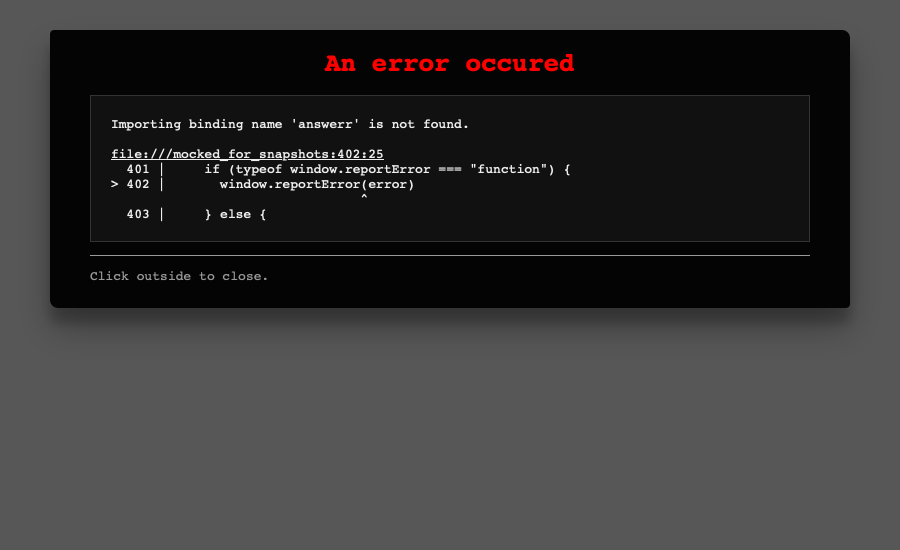 An error occured
Importing binding name 'answerr' is not found.
file:///mocked_for_snapshots:402:25
  401 |     if (typeof window.reportError === "function") {
> 402 |       window.reportError(error)
                                ^
  403 |     } else {
Click outside to close.